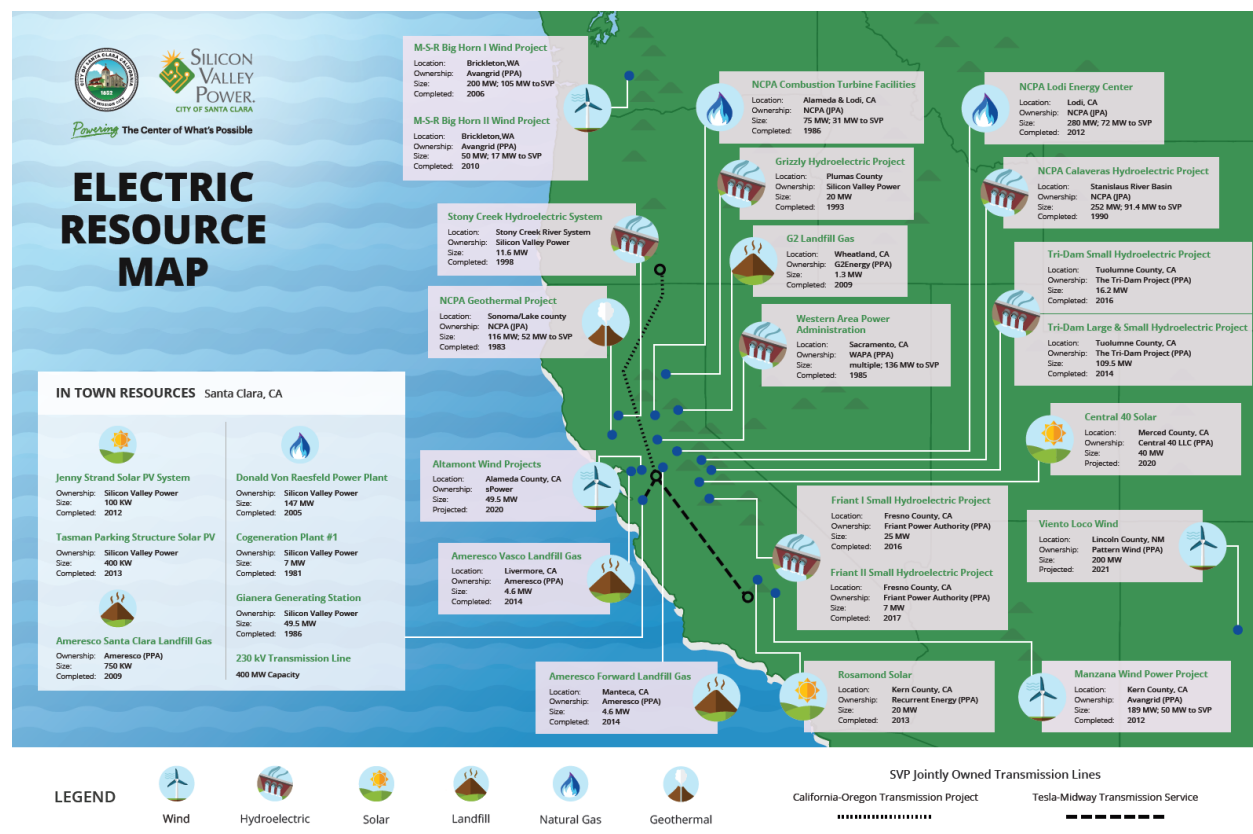 CITY OF SANTA CLARA CALIFORNIA
1852
THE MISSION CITY
SILICON
VALLEY
POWER.
CITY OF SANTA CLARA
Powering The Center of What's Possible
ELECTRIC
RESOURCE
MAP
M-S-R Big Horn I Wind Project
Location: Brickleton,WA
Ownership: Avangrid (PPA)
Size: 200 MW; 105 MW to SVP
Completed: 2006
M-S-R Big Horn II Wind Project
Location: Brickleton,WA
Ownership: Avangrid (PPA)
Size: 50 MW; 17 MW to SVP
Completed: 2010
NCPA Combustion Turbine Facilities
Location: Alameda & Lodi, CA
Ownership: NCPA (JPA)
Size: 75 MW; 31 MW to SVP
Completed: 1986
NCPA Lodi Energy Center
Location: Lodi, CA
Ownership: NCPA (JPA)
Size: 280 MW; 72 MW to SVP
Completed: 2012
Grizzly Hydroelectric Project
Location: Plumas County
Ownership: Silicon Valley Power
Size: 20 MW
Completed: 1993
NCPA Calaveras Hydroelectric Project
Location: Stanislaus River Basin
Ownership: NCPA (JPA)
Size: 252 MW; 91.4 MW to SVP
Completed: 1990
Stony Creek Hydroelectric System
Location: Stony Creek River System
Ownership: Silicon Valley Power
Size: 11.6 MW
Completed: 1998
G2 Landfill Gas
Location: Wheatland, CA
Ownership: G2Energy (PPA)
Size: 1.3 MW
Completed: 2009
Tri-Dam Small Hydroelectric Project
Location: Tuolumne County, CA
Ownership: The Tri-Dam Project (PPA)
Size: 16.2 MW
Completed: 2016
Tri-Dam Large & Small Hydroelectric Project
Location: Tuolumne County, CA
Ownership: The Tri-Dam Project (PPA)
Size: 109.5 MW
Completed: 2014
NCPA Geothermal Project
Location: Sonoma/Lake county
Ownership: NCPA (JPA)
Size: 116 MW; 52 MW to SVP
Completed: 1983
Western Area Power
Administration
Location: Sacramento, CA
Ownership: WAPA (PPA)
Size: multiple; 136 MW to SVP
Completed: 1985
IN TOWN RESOURCES Santa Clara, CA
Jenny Strand Solar PV System
Ownership: Silicon Valley Power
Size: 100 KW
Completed: 2012
Tasman Parking Structure Solar PV
Ownership: Silicon Valley Power
Size: 400 KW
Completed: 2013
Ameresco Santa Clara Landfill Gas
Ownership: Ameresco (PPA)
Size: 750 KW
Completed: 2009
Donald Von Raesfeld Power Plant
Ownership: Silicon Valley Power
Size: 147 MW
Completed: 2005
Cogeneration Plant #1
Ownership: Silicon Valley Power
Size: 7 MW
Completed: 1981
Gianera Generating Station
Ownership: Silicon Valley Power
Size: 49.5 MW
Completed: 1986
230 kV Transmission Line
400 MW Capacity
Central 40 Solar
Location: Merced County, CA
Ownership: Central 40 LLC (PPA)
Size: 40 MW
Projected: 2020
Altamont Wind Projects
Location: Alameda County, CA
Ownership: sPower
Size: 49.5 MW
Projected: 2020
Friant I Small Hydroelectric Project
Location: Fresno County, CA
Ownership: Friant Power Authority (PPA)
Size: 25 MW
Completed: 2016
Friant II Small Hydroelectric Project
Location: Fresno County, CA
Ownership: Friant Power Authority (PPA)
Size: 7 MW
Completed: 2017
Viento Loco Wind
Location: Lincoln County, NM
Ownership: Pattern Wind (PPA)
Size: 200 MW
Projected: 2021
Ameresco Vasco Landfill Gas
Location: Livermore, CA
Ownership: Ameresco (PPA)
Size: 4.6 MW
Completed: 2014
Ameresco Forward Landfill Gas
Location: Manteca, CA
Ownership: Ameresco (PPA)
Size: 4.6 MW
Completed: 2014
Rosamond Solar
Location: Kern County, CA
Ownership: Recurrent Energy (PPA)
Size: 20 MW
Completed: 2013
Manzana Wind Power Project
Location: Kern County, CA
Ownership: Avangrid (PPA)
Size: 189 MW; 50 MW to SVP
Completed: 2012
LEGEND
Wind
Hydroelectric
Solar
Landfill
Natural Gas
Geothermal
SVP Jointly Owned Transmission Lines
California-Oregon Transmission Project
Tesla-Midway Transmission Service